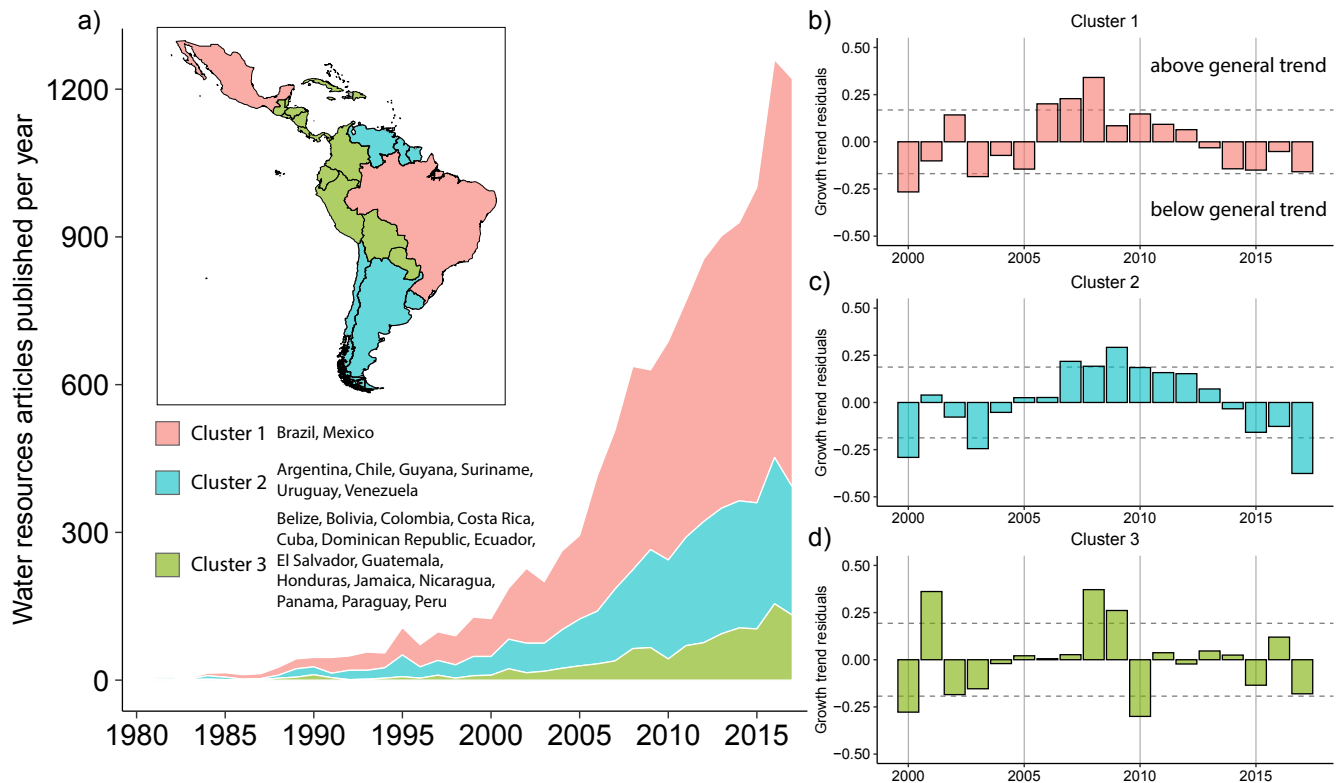 a)
Water resources articles published per year
1200
900
600
300
0
1980 1985 1990 1995 2000 2005 2010 2015
Cluster 1 Brazil, Mexico
Cluster 2 Argentina, Chile, Guyana, Suriname,
Uruguay, Venezuela
Cluster 3 Belize, Bolivia, Colombia, Costa Rica,
Cuba, Dominican Republic, Ecuador,
El Salvador, Guatemala,
Honduras, Jamaica, Nicaragua,
Panama, Paraguay, Peru
b)
Cluster 1
Growth trend residuals
0.50
0.25
0.00
−0.25
−0.50
above general trend
below general trend
2000 2005 2010 2015
c)
Cluster 2
Growth trend residuals
0.50
0.25
0.00
−0.25
−0.50
2000 2005 2010 2015
d)
Cluster 3
Growth trend residuals
0.50
0.25
0.00
−0.25
−0.50
2000 2005 2010 2015